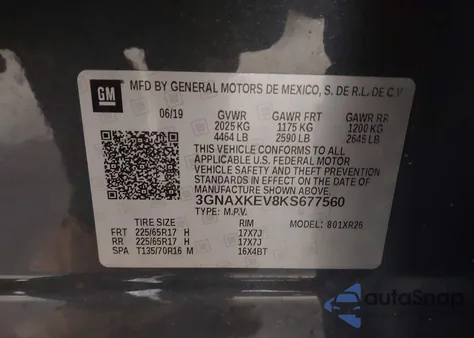 GM
MFD BY GENERAL MOTORS DE MEXICO, S. DE R.L. DE C.V
06/19 GVWR GAWR FRT GAWR RR
2025 KG 1175 KG 1200 KG
4464 LB 2590 LB 2645 LB
THIS VEHICLE CONFORMS TO ALL
APPLICABLE U.S. FEDERAL MOTOR
VEHICLE SAFETY AND THEFT PREVENTION
STANDARDS IN EFFECT ON THE DATE OF
MANUFACTURE SHOWN ABOVE.
3GNAXKEV8KS677560
TYPE: M.P.V. MODEL: 801XR26
TIRE SIZE RIM
FRT 225/65R17 H 17X7J
RR 225/65R17 H 17X7J
SPA T135/70R16 M 16X4BT
autoSnap